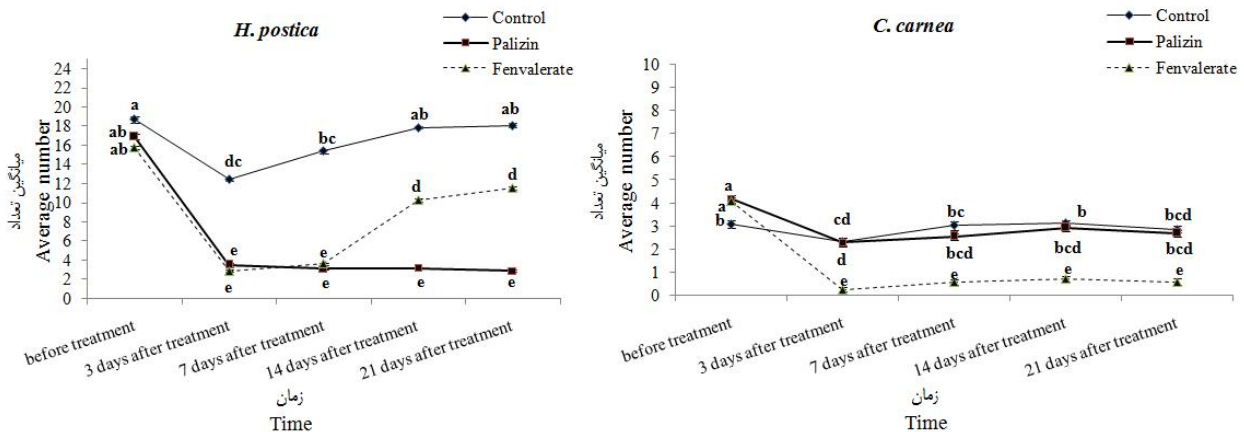 H. postica
Control
Palizin
Fenvalerate
میانگین تعداد
Average number
24
22
20
18
16
14
12
10
8
6
4
2
0
a
ab
ab
dc
bc
ab
ab
e
e
d
d
e
e
e
e
before treatment
3 days after treatment
7 days after treatment
14 days after treatment
21 days after treatment
زمان
Time
C. carnea
Control
Palizin
Fenvalerate
میانگین تعداد
Average number
10
9
8
7
6
5
4
3
2
1
0
a
a
b
cd
bc
b
bcd
d
bcd
bcd
bcd
e
e
e
e
before treatment
3 days after treatment
7 days after treatment
14 days after treatment
21 days after treatment
زمان
Time